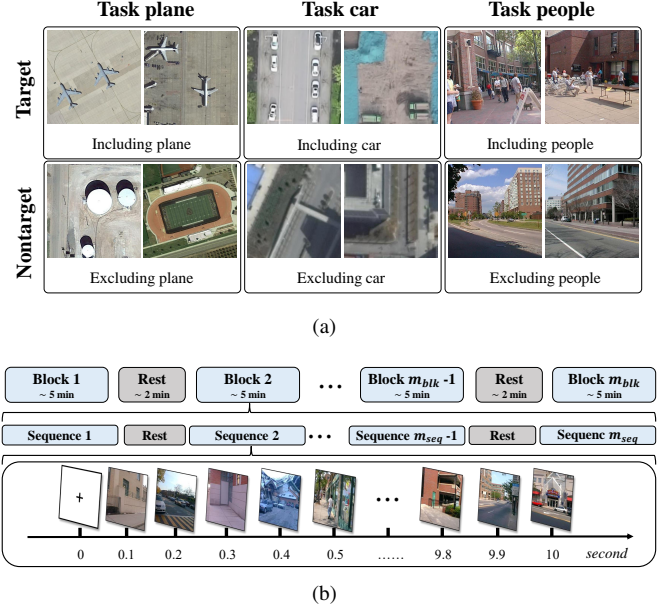 Task plane Task car Task people
Target
Including plane Including car Including people
Nontarget
Excluding plane Excluding car Excluding people
(a)
Block 1 Rest Block 2 ... Block m_blk -1 Rest Block m_blk
~ 5 min ~ 2 min ~ 5 min ~ 5 min ~ 2 min ~ 5 min
Sequence 1 Rest Sequence 2 ... Sequence m_seq-1 Rest Sequenc m_seq
...
0 0.1 0.2 0.3 0.4 0.5 ...... 9.8 9.9 10 second
(b)